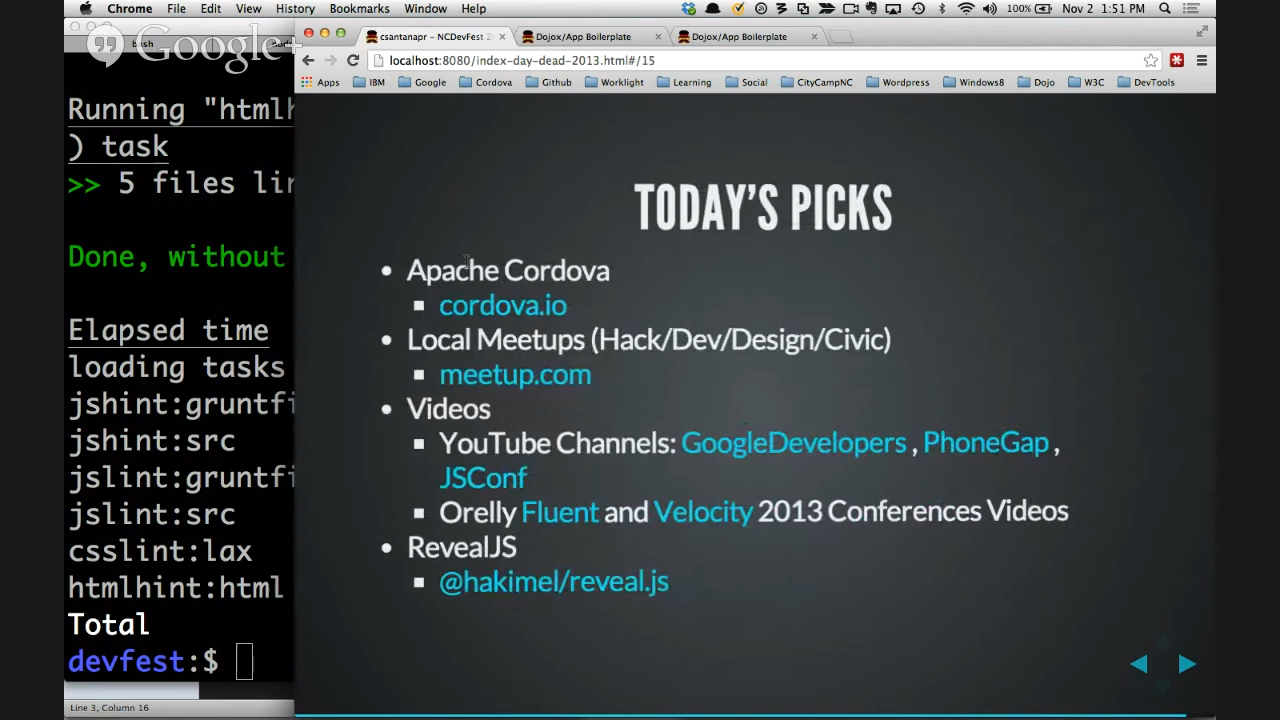 Chrome File Edit View History Bookmarks Window Help 100% Nov 2 1:51 PM
Google+
bash
csantanapr – NCDevFest 2
Dojox/App Boilerplate
Dojox/App Boilerplate
localhost:8080/index-day-dead-2013.html#/15
Apps IBM Google Cordova Github Worklight Learning Social CityCampNC Wordpress Windows8 Dojo W3C DevTools
Running "htmlh
) task
>> 5 files lin
Done, without
Elapsed time
loading tasks
jshint:gruntfi
jshint:src
jslint:gruntfi
jslint:src
csslint:lax
htmlhint:html
Total
devfest:$
Line 3, Column 16
TODAY'S PICKS
• Apache Cordova
▪ cordova.io
• Local Meetups (Hack/Dev/Design/Civic)
▪ meetup.com
• Videos
▪ YouTube Channels: GoogleDevelopers , PhoneGap ,
JSConf
▪ Orelly Fluent and Velocity 2013 Conferences Videos
• RevealJS
▪ @hakimel/reveal.js